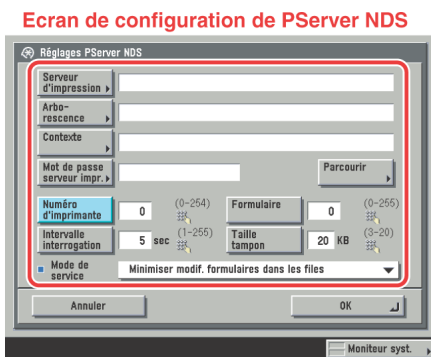 Ecran de configuration de PServer NDS
Réglages PServer NDS
Serveur
d'impression
Arbo-
rescence
Contexte
Mot de passe
serveur impr.
Parcourir
Numéro
d'imprimante
0
(0-254)
Formulaire
0
(0-255)
Intervalle
interrogation
5 sec
(1-255)
Taille
tampon
20 KB
(3-20)
Mode de
service
Minimiser modif. formulaires dans les files
Annuler
OK
Moniteur syst.